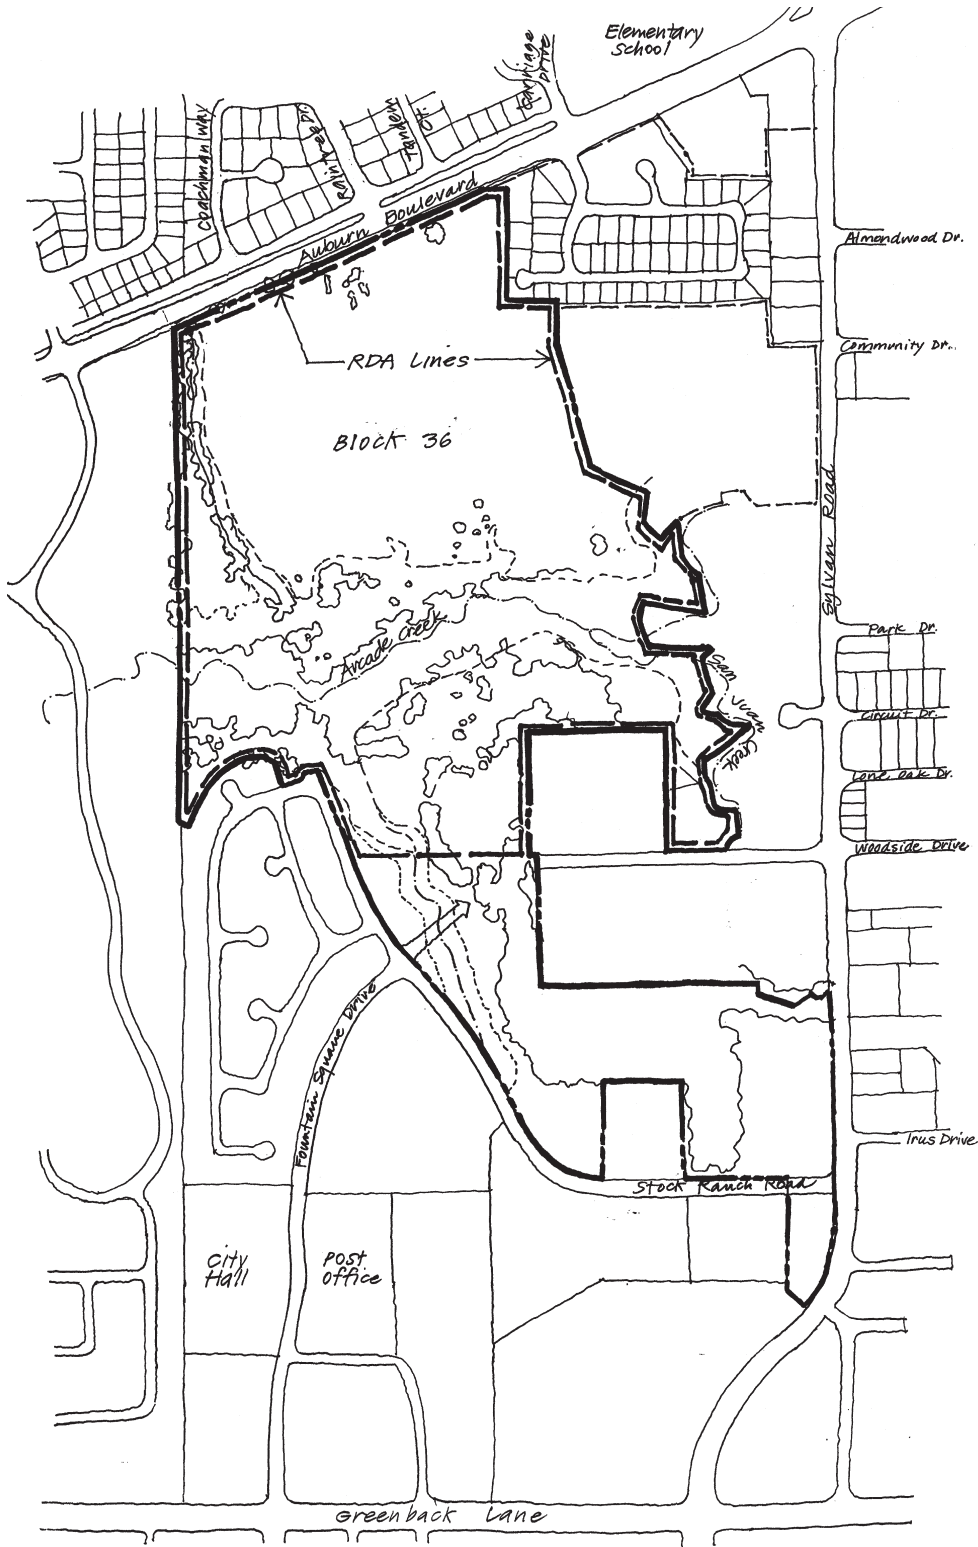 Elementary
School
Carriage
Drive
Tandem
Ct.
Raintree Dr.
Coachman Way
Auburn Boulevard
Almondwood Dr.
Community Dr..
RDA Lines
Block 36
Sylvan Road
Arcade Creek
Park Dr.
San Juan
Creek
Circuit Dr.
Lone Oak Dr.
Woodside Drive
Fountain Square Drive
Trus Drive
Stock Ranch Road
City
Hall
Post
Office
Greenback Lane